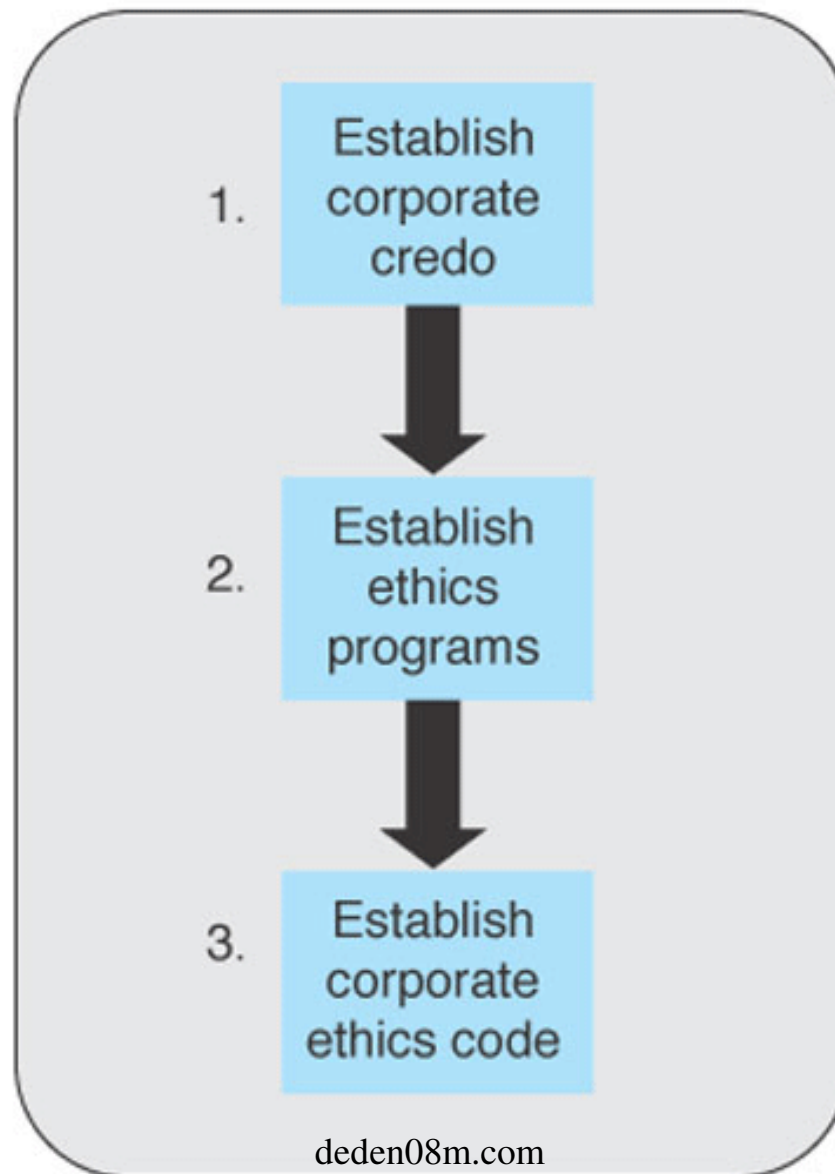 1.
Establish
corporate
credo
2.
Establish
ethics
programs
3.
Establish
corporate
ethics code
deden08m.com